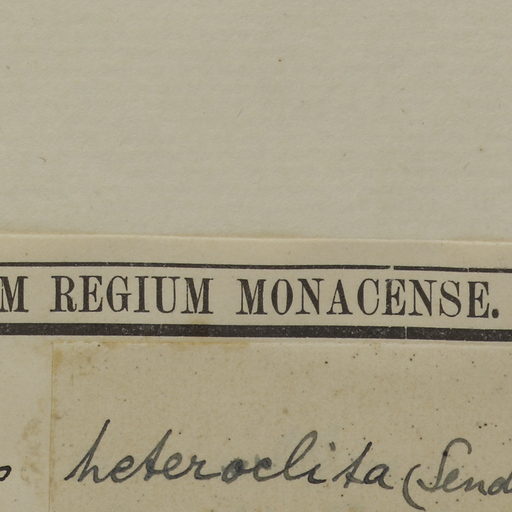 M REGIUM MONACENSE.
heteroclita (Send